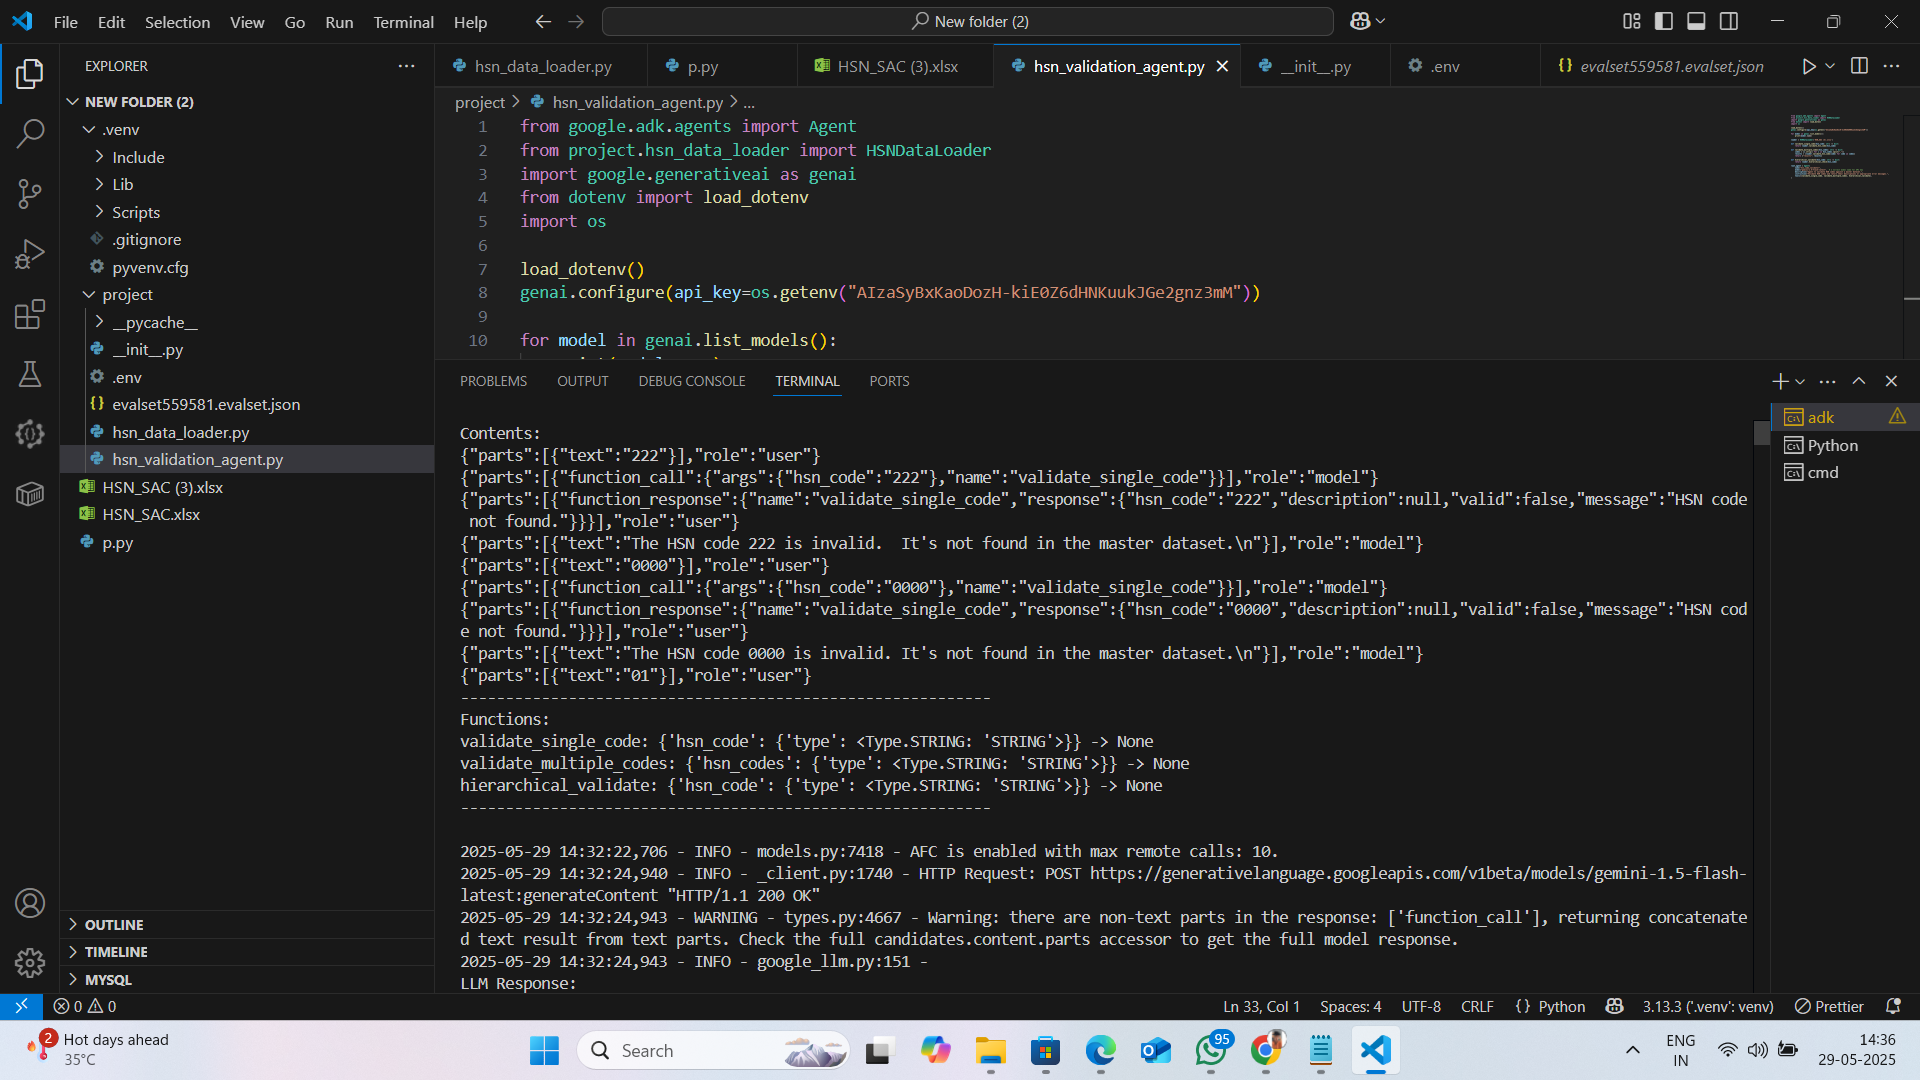 File Edit Selection View Go Run Terminal Help
New folder (2)
EXPLORER
NEW FOLDER (2)
.venv
Include
Lib
Scripts
.gitignore
pyvenv.cfg
project
__pycache__
__init__.py
.env
evalset559581.evalset.json
hsn_data_loader.py
hsn_validation_agent.py
HSN_SAC (3).xlsx
HSN_SAC.xlsx
p.py
OUTLINE
TIMELINE
MYSQL
hsn_data_loader.py p.py HSN_SAC (3).xlsx hsn_validation_agent.py __init__.py .env evalset559581.evalset.json
project > hsn_validation_agent.py > ...
1 from google.adk.agents import Agent
2 from project.hsn_data_loader import HSNDataLoader
3 import google.generativeai as genai
4 from dotenv import load_dotenv
5 import os
6
7 load_dotenv()
8 genai.configure(api_key=os.getenv("AIzaSyBxKaoDozH-kiE0Z6dHNKuukJGe2gnz3mM"))
9
10 for model in genai.list_models():
PROBLEMS OUTPUT DEBUG CONSOLE TERMINAL PORTS
adk
Python
cmd
Contents:
{"parts":[{"text":"222"}],"role":"user"}
{"parts":[{"function_call":{"args":{"hsn_code":"222"},"name":"validate_single_code"}}],"role":"model"}
{"parts":[{"function_response":{"name":"validate_single_code","response":{"hsn_code":"222","description":null,"valid":false,"message":"HSN code
not found."}}}],"role":"user"}
{"parts":[{"text":"The HSN code 222 is invalid.  It's not found in the master dataset.\n"}],"role":"model"}
{"parts":[{"text":"0000"}],"role":"user"}
{"parts":[{"function_call":{"args":{"hsn_code":"0000"},"name":"validate_single_code"}}],"role":"model"}
{"parts":[{"function_response":{"name":"validate_single_code","response":{"hsn_code":"0000","description":null,"valid":false,"message":"HSN cod
e not found."}}}],"role":"user"}
{"parts":[{"text":"The HSN code 0000 is invalid. It's not found in the master dataset.\n"}],"role":"model"}
{"parts":[{"text":"01"}],"role":"user"}
-----------------------------------------------------------
Functions:
validate_single_code: {'hsn_code': {'type': <Type.STRING: 'STRING'>}} -> None
validate_multiple_codes: {'hsn_codes': {'type': <Type.STRING: 'STRING'>}} -> None
hierarchical_validate: {'hsn_code': {'type': <Type.STRING: 'STRING'>}} -> None
-----------------------------------------------------------
2025-05-29 14:32:22,706 - INFO - models.py:7418 - AFC is enabled with max remote calls: 10.
2025-05-29 14:32:24,940 - INFO - _client.py:1740 - HTTP Request: POST https://generativelanguage.googleapis.com/v1beta/models/gemini-1.5-flash-
latest:generateContent "HTTP/1.1 200 OK"
2025-05-29 14:32:24,943 - WARNING - types.py:4667 - Warning: there are non-text parts in the response: ['function_call'], returning concatenate
d text result from text parts. Check the full candidates.content.parts accessor to get the full model response.
2025-05-29 14:32:24,943 - INFO - google_llm.py:151 -
LLM Response:
0 0 Ln 33, Col 1 Spaces: 4 UTF-8 CRLF {} Python 3.13.3 ('.venv': venv) Prettier
2 Hot days ahead
35°C
Search
95
ENG
IN
14:36
29-05-2025